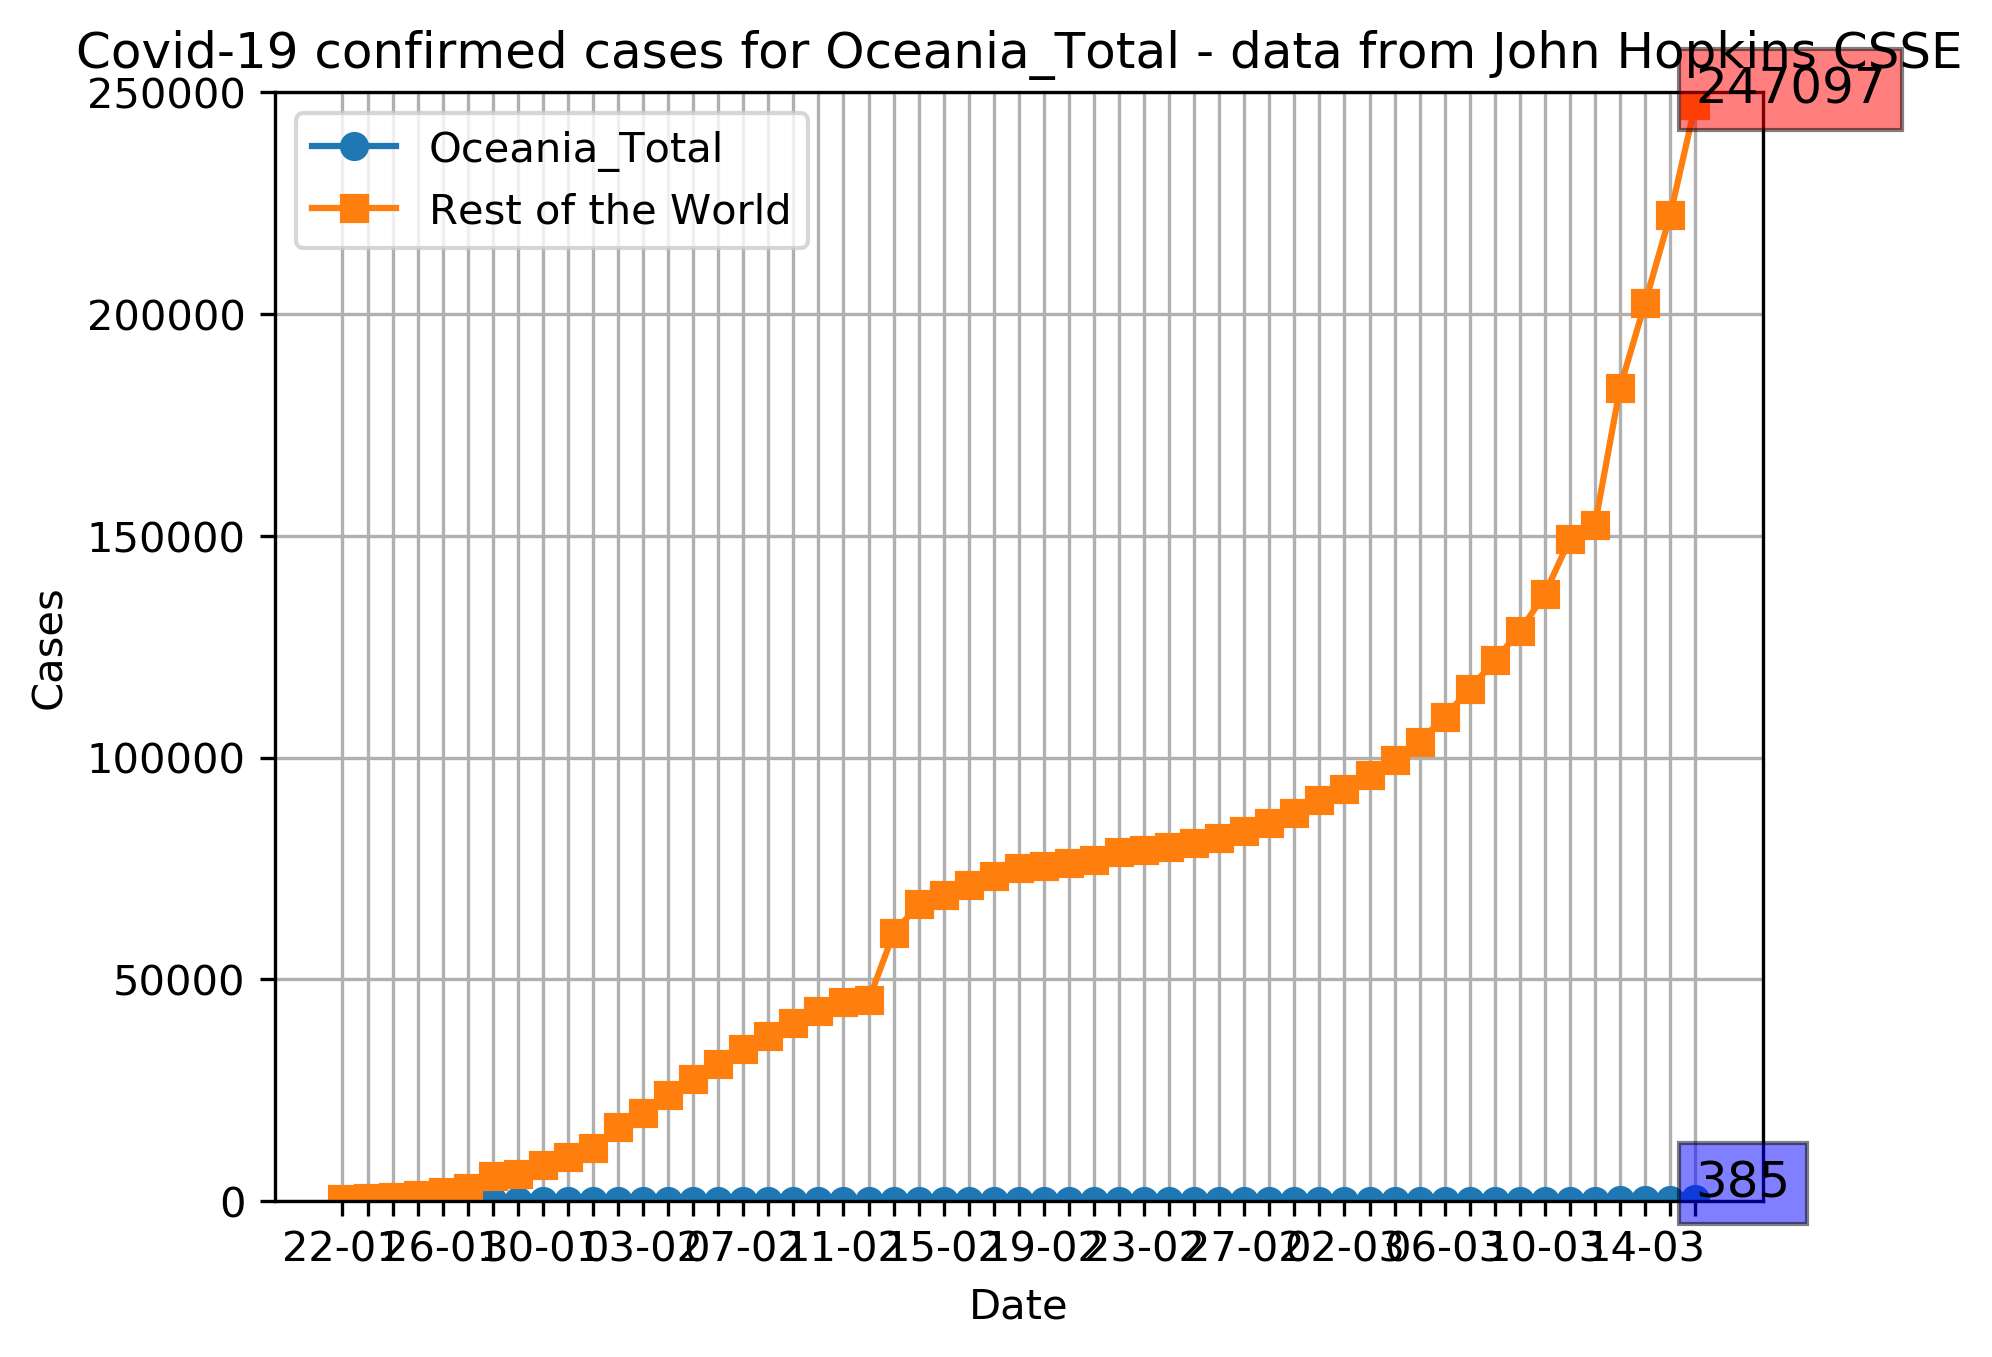 Covid-19 confirmed cases for Oceania_Total - data from John Hopkins CSSE
247097
250000
Oceania_Total
Rest of the World
200000
150000
Cases
100000
50000
385
0
22-01 26-01 30-01 03-02 07-02 11-02 15-02 19-02 23-02 27-02 02-03 06-03 10-03 14-03
Date